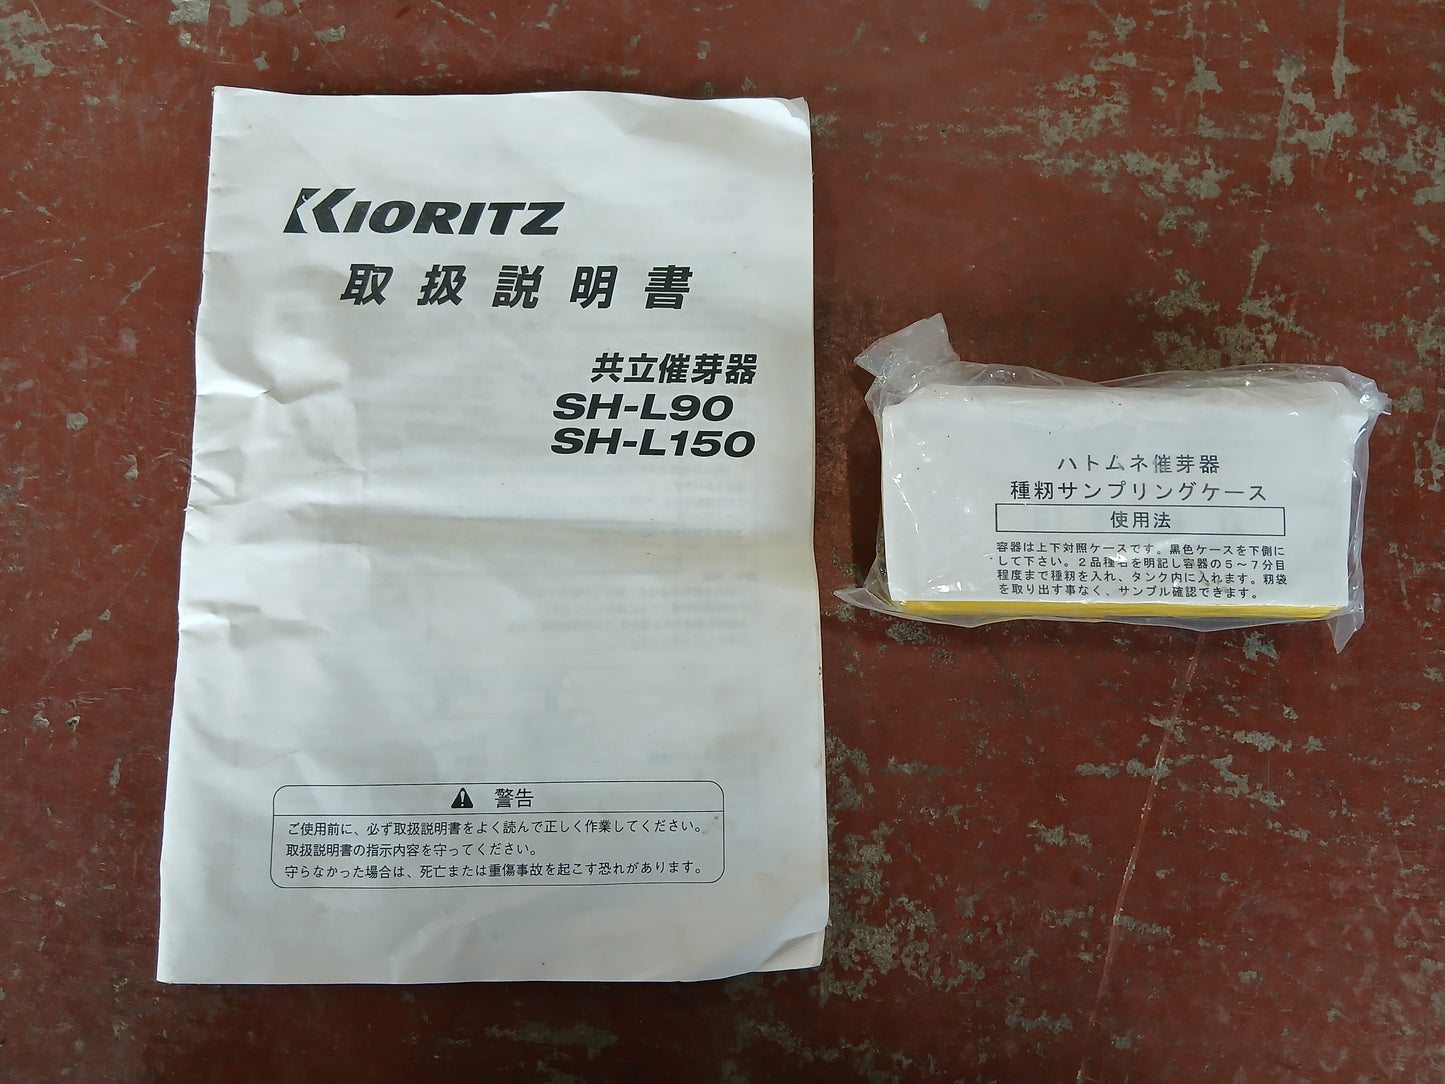 KIORITZ
取扱説明書
共立催芽器
SH-L90
SH-L150
警告
ご使用前に、必ず取扱説明書をよく読んで正しく作業してください。
取扱説明書の指示内容を守ってください。
守らなかった場合は、死亡または重傷事故を起こす恐れがあります。
ハトムネ催芽器
種籾サンプリングケース
使用法
容器は上下対照ケースです。黒色ケースを下側に
して下さい。2品種名を明記し容器の5～7分目
程度まで種籾を入れ、タンク内に入れます。籾袋
を取り出す事なく、サンプル確認できます。